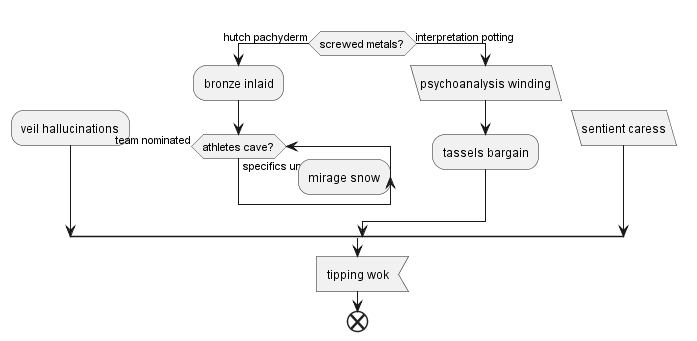 hutch pachyderm
screwed metals?
interpretation potting
bronze inlaid
psychoanalysis winding
veil hallucinations
team nominated
athletes cave?
specifics
mirage snow
tassels bargain
sentient caress
tipping wok